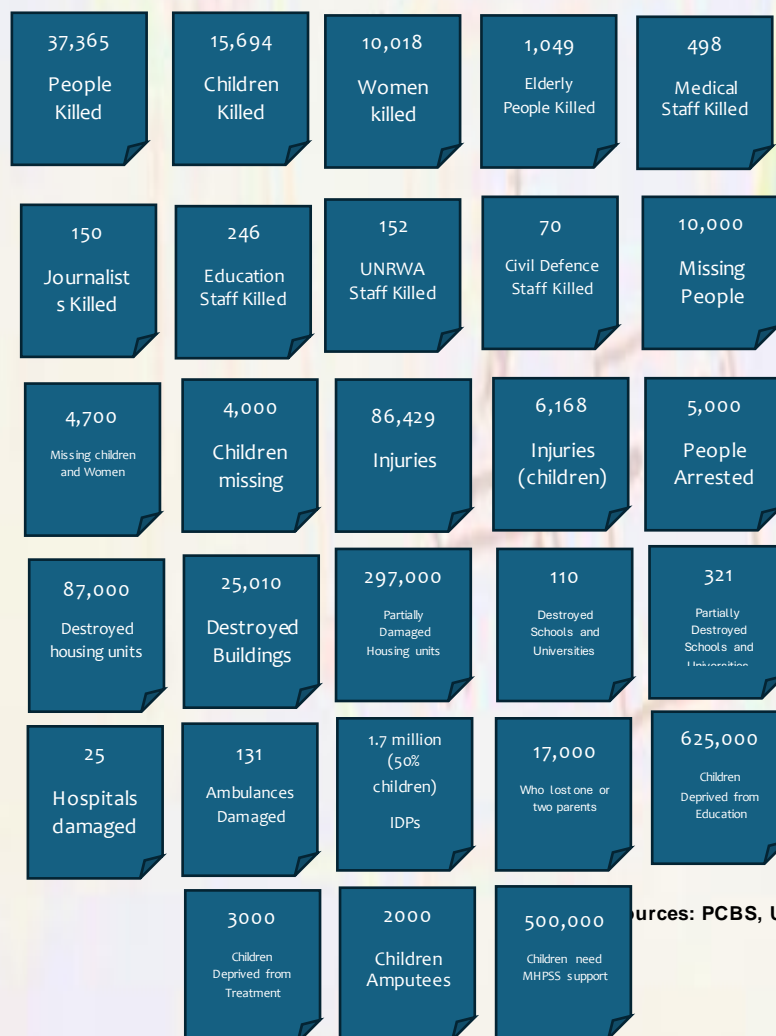 37,365
People
Killed
15,694
Children
Killed
10,018
Women
killed
1,049
Elderly
People Killed
498
Medical
Staff Killed
150
Journalist
s Killed
246
Education
Staff Killed
152
UNRWA
Staff Killed
70
Civil Defence
Staff Killed
10,000
Missing
People
4,700
Missing children
and Women
4,000
Children
missing
86,429
Injuries
6,168
Injuries
(children)
5,000
People
Arrested
87,000
Destroyed
housing units
25,010
Destroyed
Buildings
297,000
Partially
Damaged
Housing units
110
Destroyed
Schools and
Universities
321
Partially
Destroyed
Schools and
Universities
25
Hospitals
damaged
131
Ambulances
Damaged
1.7 million
(50%
children)
IDPs
17,000
Who lost one or
two parents
625,000
Children
Deprived from
Education
3000
Children
Deprived from
Treatment
2000
Children
Amputees
500,000
Children need
MHPSS support
urces: PCBS, U